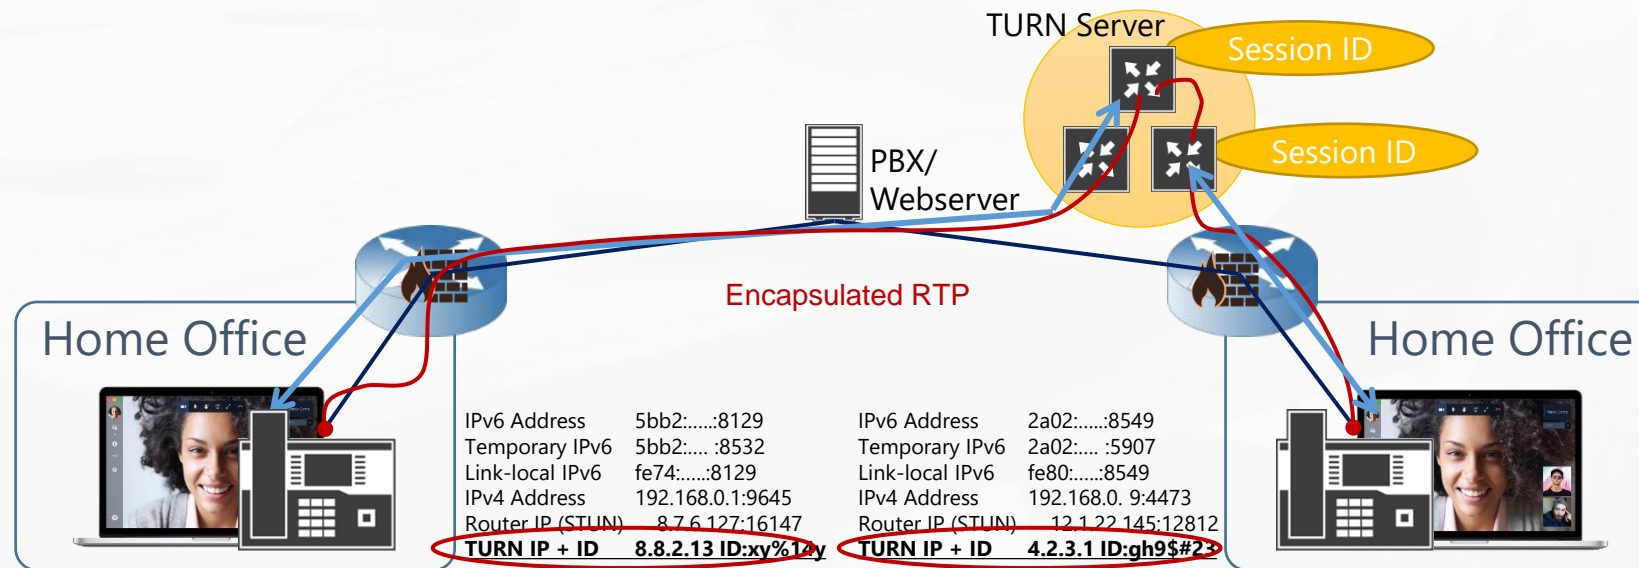 TURN Server
Session ID
Session ID
PBX/
Webserver
Encapsulated RTP
Home Office
Home Office
IPv6 Address 5bb2:.....:8129
Temporary IPv6 5bb2:.... :8532
Link-local IPv6 fe74:.....:8129
IPv4 Address 192.168.0.1:9645
Router IP (STUN) 8.7.6.127:16147
TURN IP + ID 8.8.2.13 ID:xy%14y
IPv6 Address 2a02:.....:8549
Temporary IPv6 2a02:.... :5907
Link-local IPv6 fe80:.....:8549
IPv4 Address 192.168.0. 9:4473
Router IP (STUN) 12.1.22.145:12812
TURN IP + ID 4.2.3.1 ID:gh9$#23